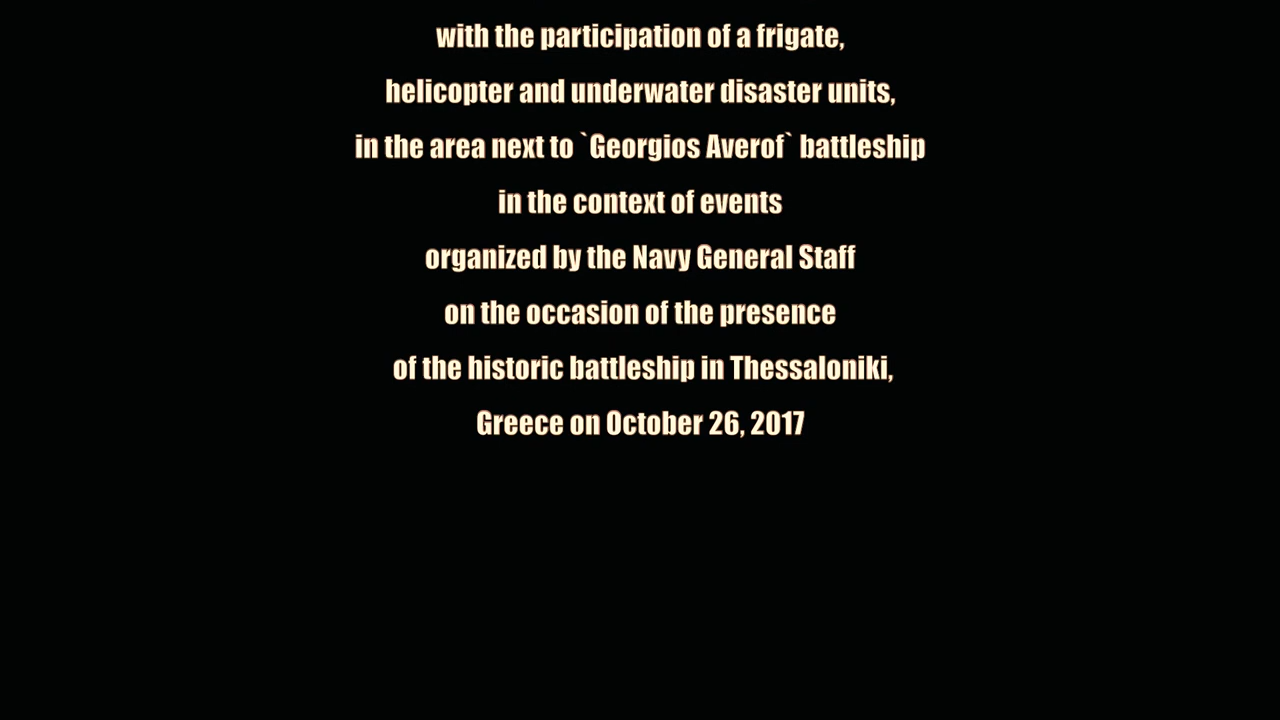 with the participation of a frigate,
helicopter and underwater disaster units,
in the area next to `Georgios Averof` battleship
in the context of events
organized by the Navy General Staff
on the occasion of the presence
of the historic battleship in Thessaloniki,
Greece on October 26, 2017